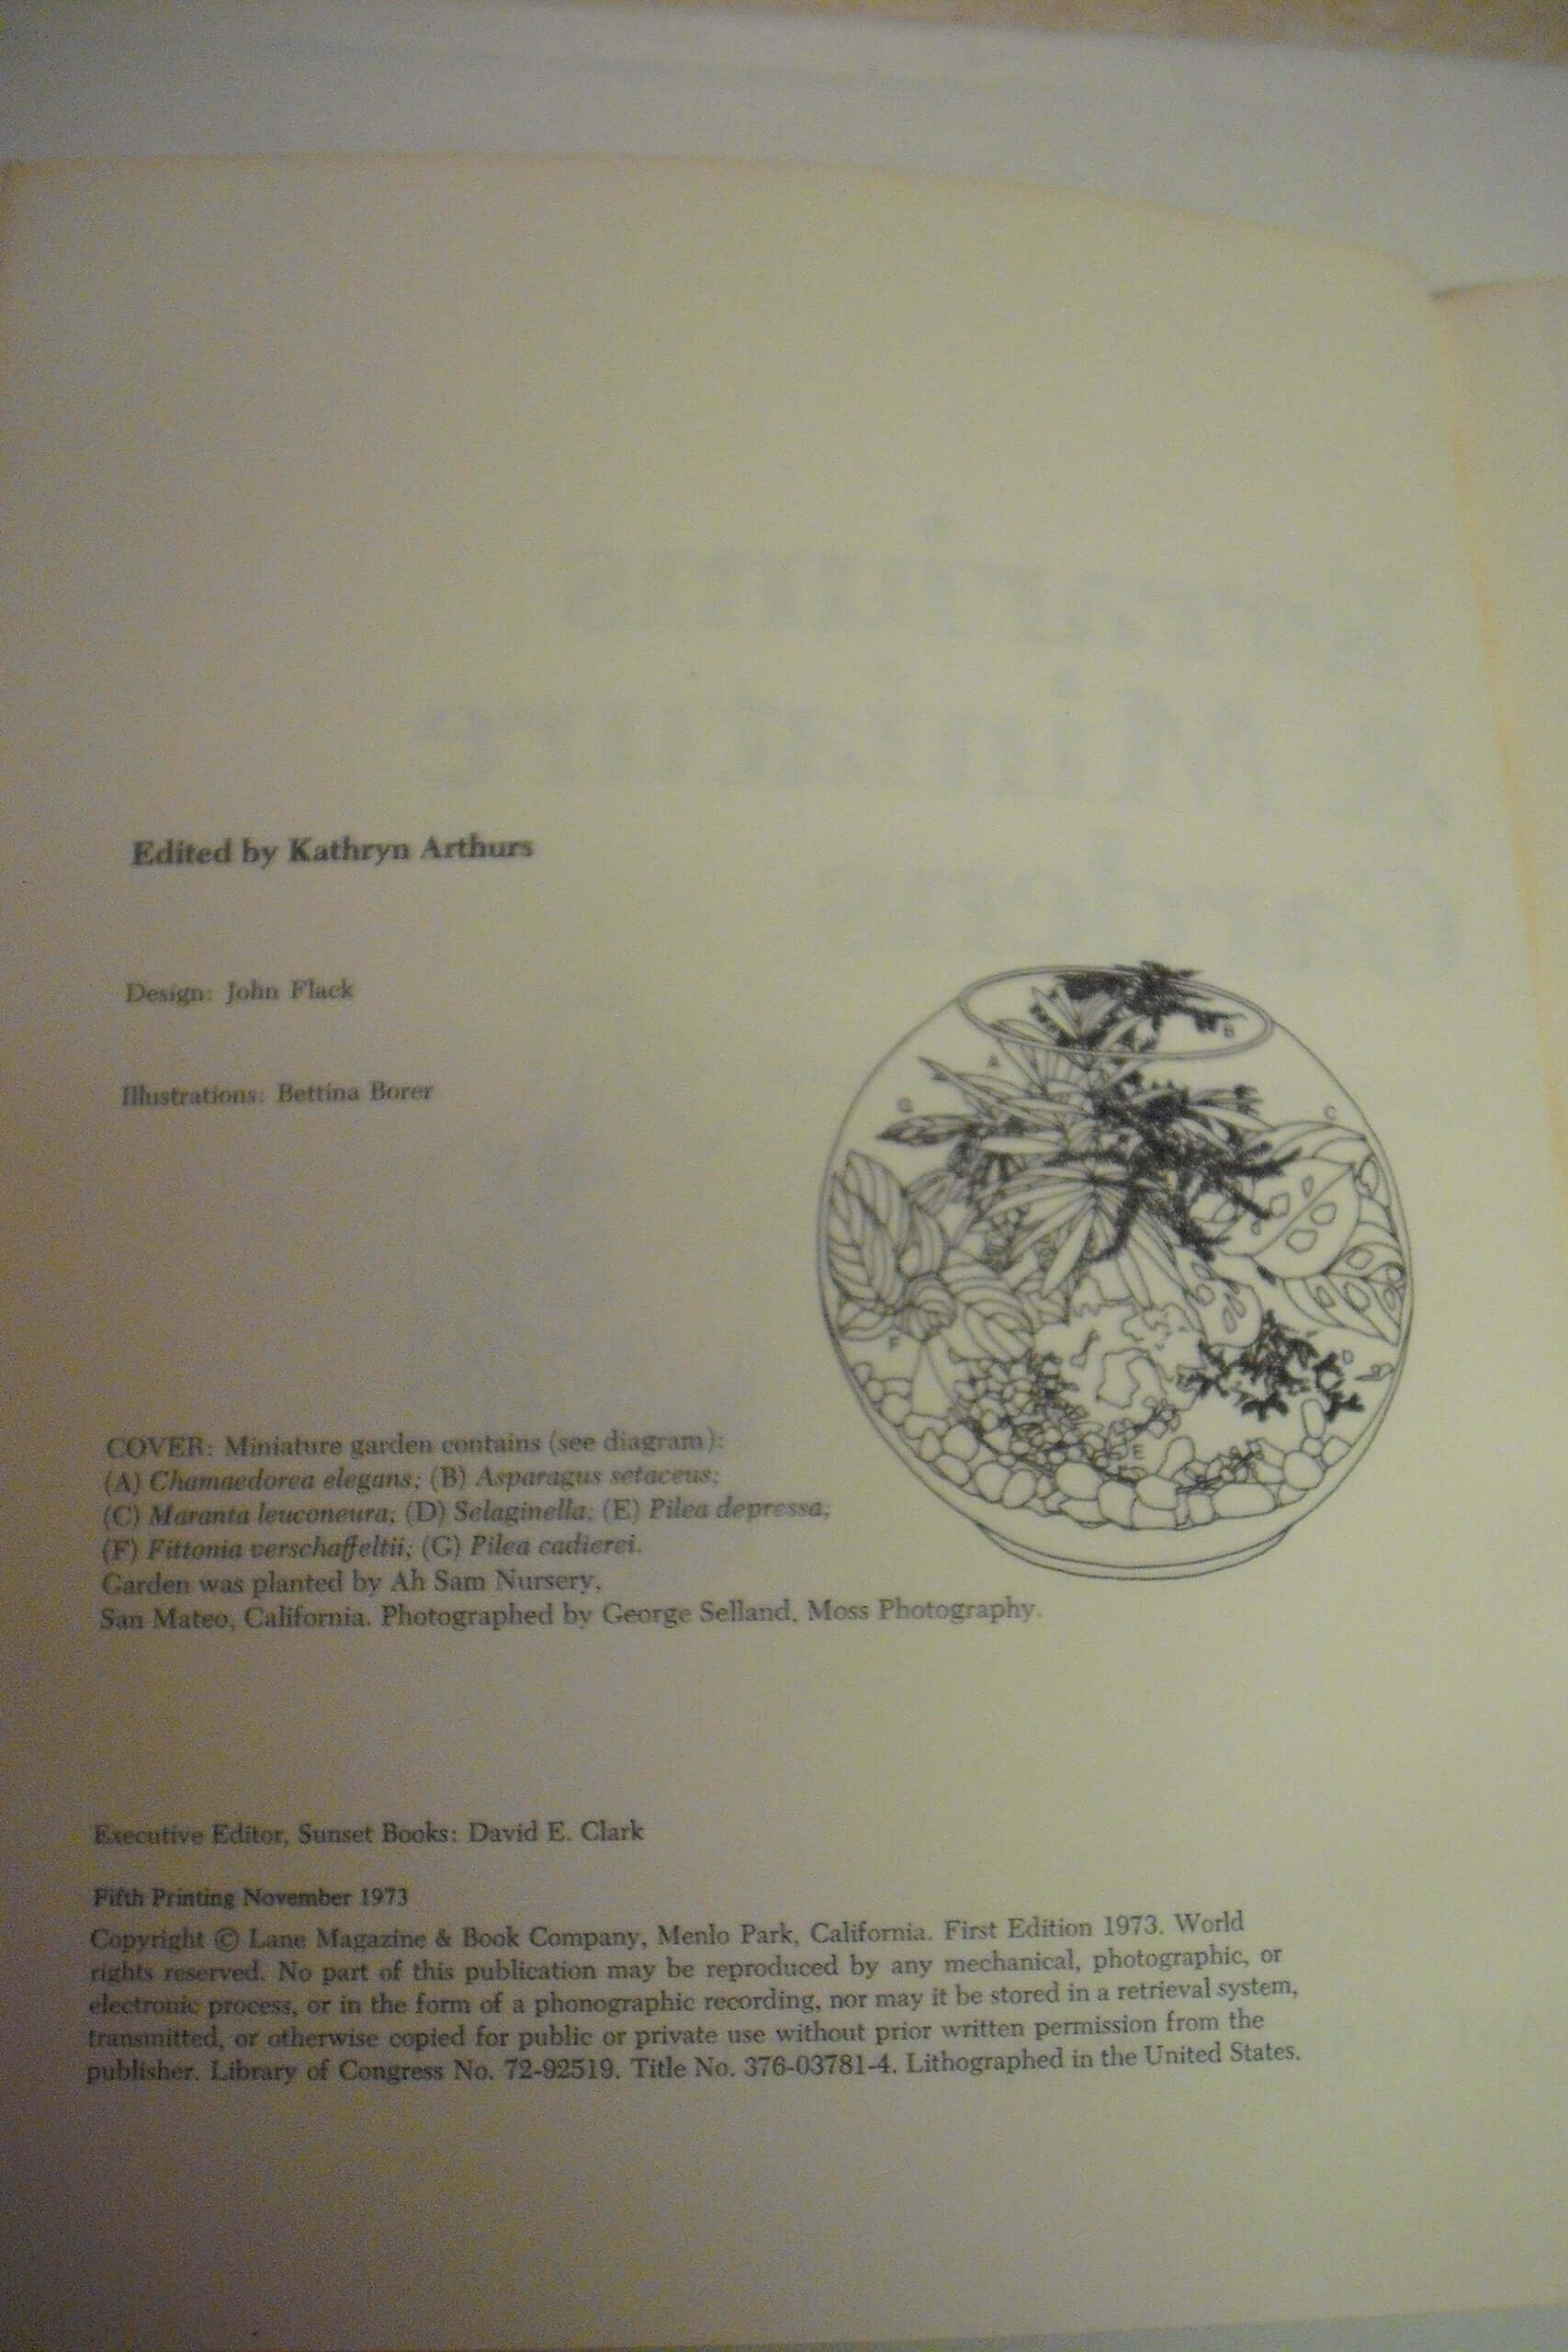 Edited by Kathryn Arthurs
Design: John Flack
Illustrations: Bettina Borer
B
A
G
C
F
D
E
COVER: Miniature garden contains (see diagram):
(A) Chamaedorea elegans; (B) Asparagus setaceus;
(C) Maranta leuconeura; (D) Selaginella; (E) Pilea depressa;
(F) Fittonia verschaffeltii; (G) Pilea cadierei.
Garden was planted by Ah Sam Nursery,
San Mateo, California. Photographed by George Selland, Moss Photography.
Executive Editor, Sunset Books: David E. Clark
Fifth Printing November 1973
Copyright © Lane Magazine & Book Company, Menlo Park, California. First Edition 1973. World
rights reserved. No part of this publication may be reproduced by any mechanical, photographic, or
electronic process, or in the form of a phonographic recording, nor may it be stored in a retrieval system,
transmitted, or otherwise copied for public or private use without prior written permission from the
publisher. Library of Congress No. 72-92519. Title No. 376-03781-4. Lithographed in the United States.